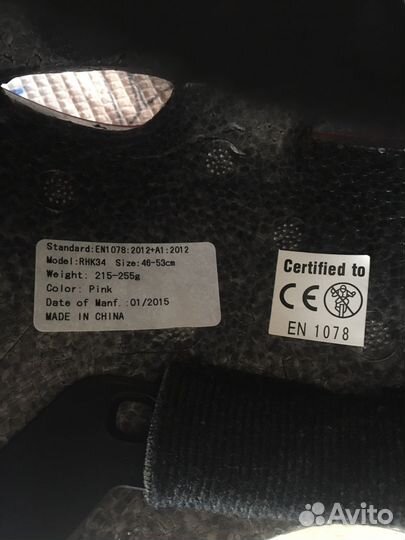 Standard:EN1078:2012+A1:2012
Model:RHK34 Size:46-53cm
Weight: 215-255g
Color: Pink
Date of Manf.:01/2015
MADE IN CHINA
Certified to
CE
EN 1078
Avito